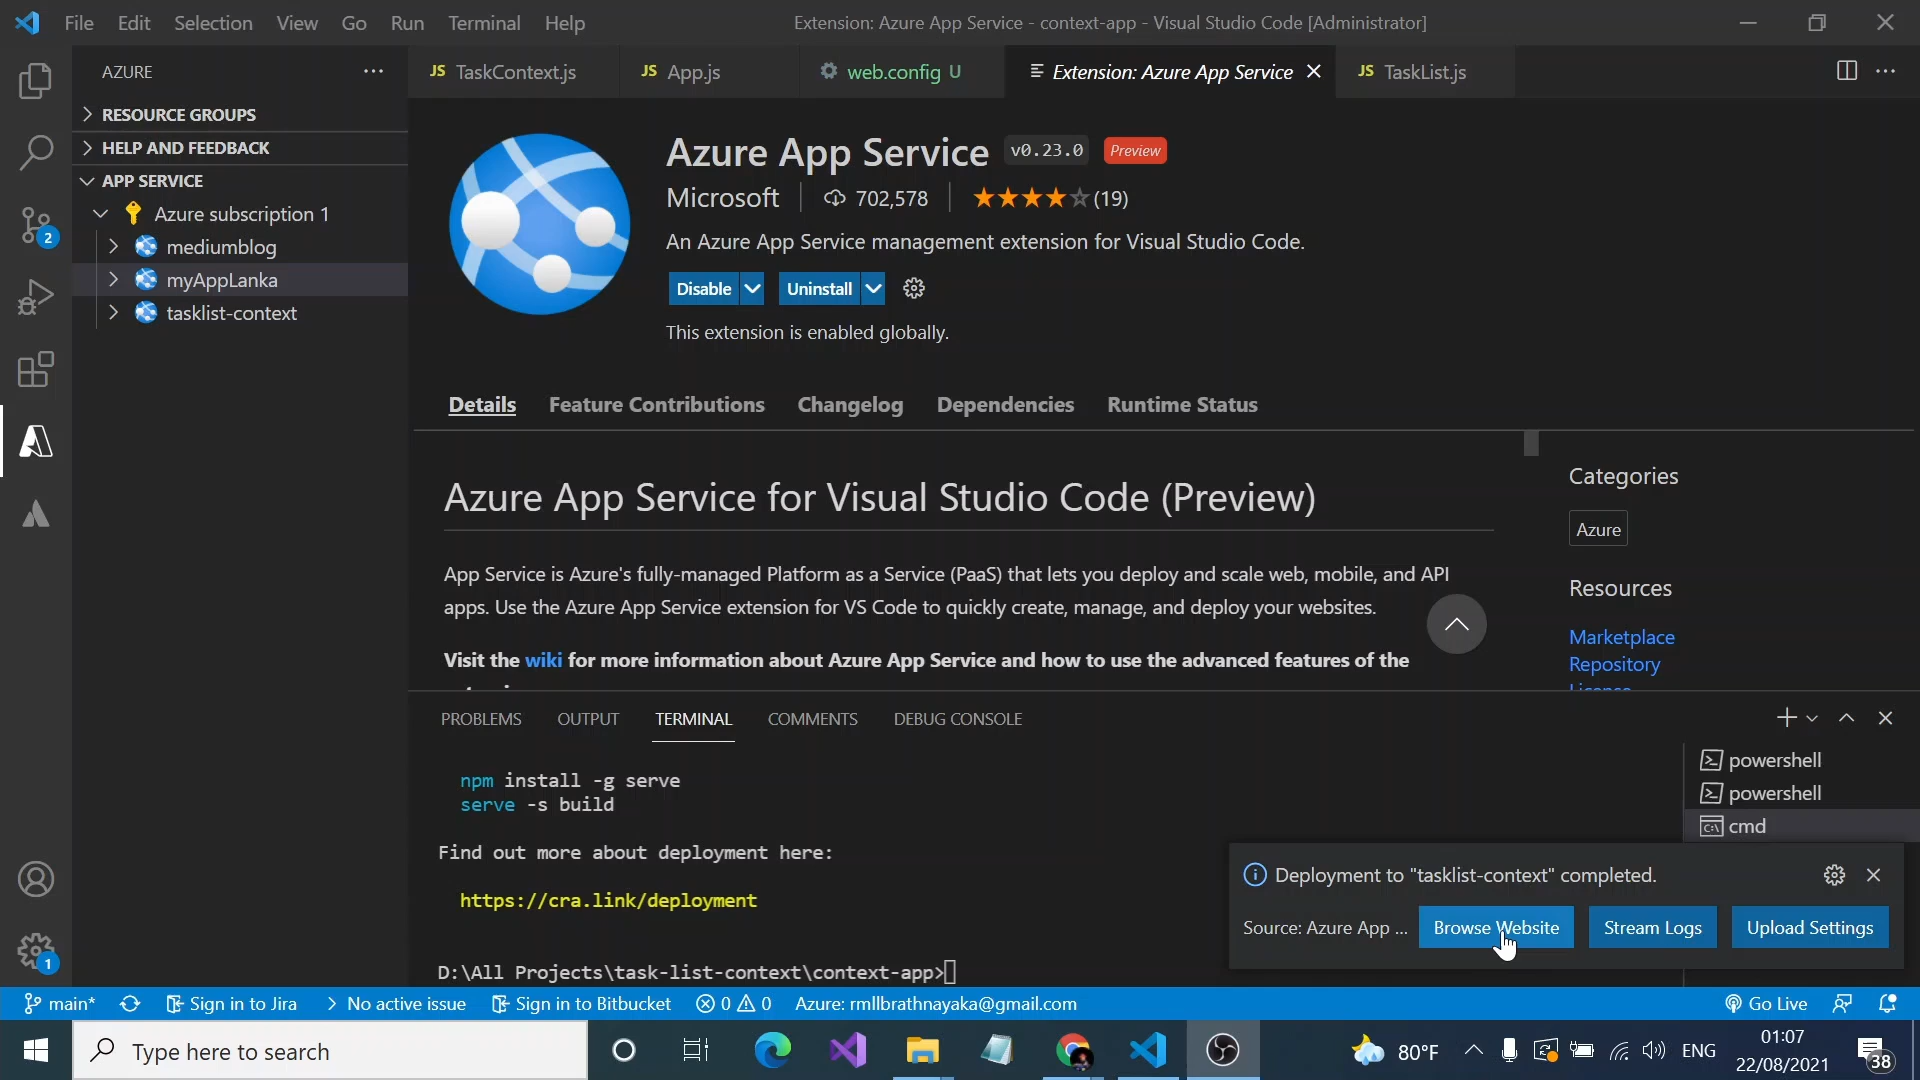 File Edit Selection View Go Run Terminal Help
Extension: Azure App Service - context-app - Visual Studio Code [Administrator]
AZURE
JS TaskContext.js
JS App.js
web.config U
Extension: Azure App Service
JS TaskList.js
RESOURCE GROUPS
HELP AND FEEDBACK
APP SERVICE
Azure subscription 1
mediumblog
myAppLanka
tasklist-context
2
1
Azure App Service v0.23.0 Preview
Microsoft 702,578 (19)
An Azure App Service management extension for Visual Studio Code.
Disable Uninstall
This extension is enabled globally.
Details Feature Contributions Changelog Dependencies Runtime Status
Azure App Service for Visual Studio Code (Preview)
App Service is Azure's fully-managed Platform as a Service (PaaS) that lets you deploy and scale web, mobile, and API
apps. Use the Azure App Service extension for VS Code to quickly create, manage, and deploy your websites.
Visit the wiki for more information about Azure App Service and how to use the advanced features of the
Categories
Azure
Resources
Marketplace
Repository
PROBLEMS OUTPUT TERMINAL COMMENTS DEBUG CONSOLE
npm install -g serve
serve -s build
Find out more about deployment here:
https://cra.link/deployment
D:\All Projects\task-list-context\context-app>
powershell
powershell
cmd
Deployment to "tasklist-context" completed.
Source: Azure App ... Browse Website Stream Logs Upload Settings
main* Sign in to Jira No active issue Sign in to Bitbucket 0 0 Azure: rmllbrathnayaka@gmail.com Go Live
Type here to search
80°F
ENG
01:07
22/08/2021
38